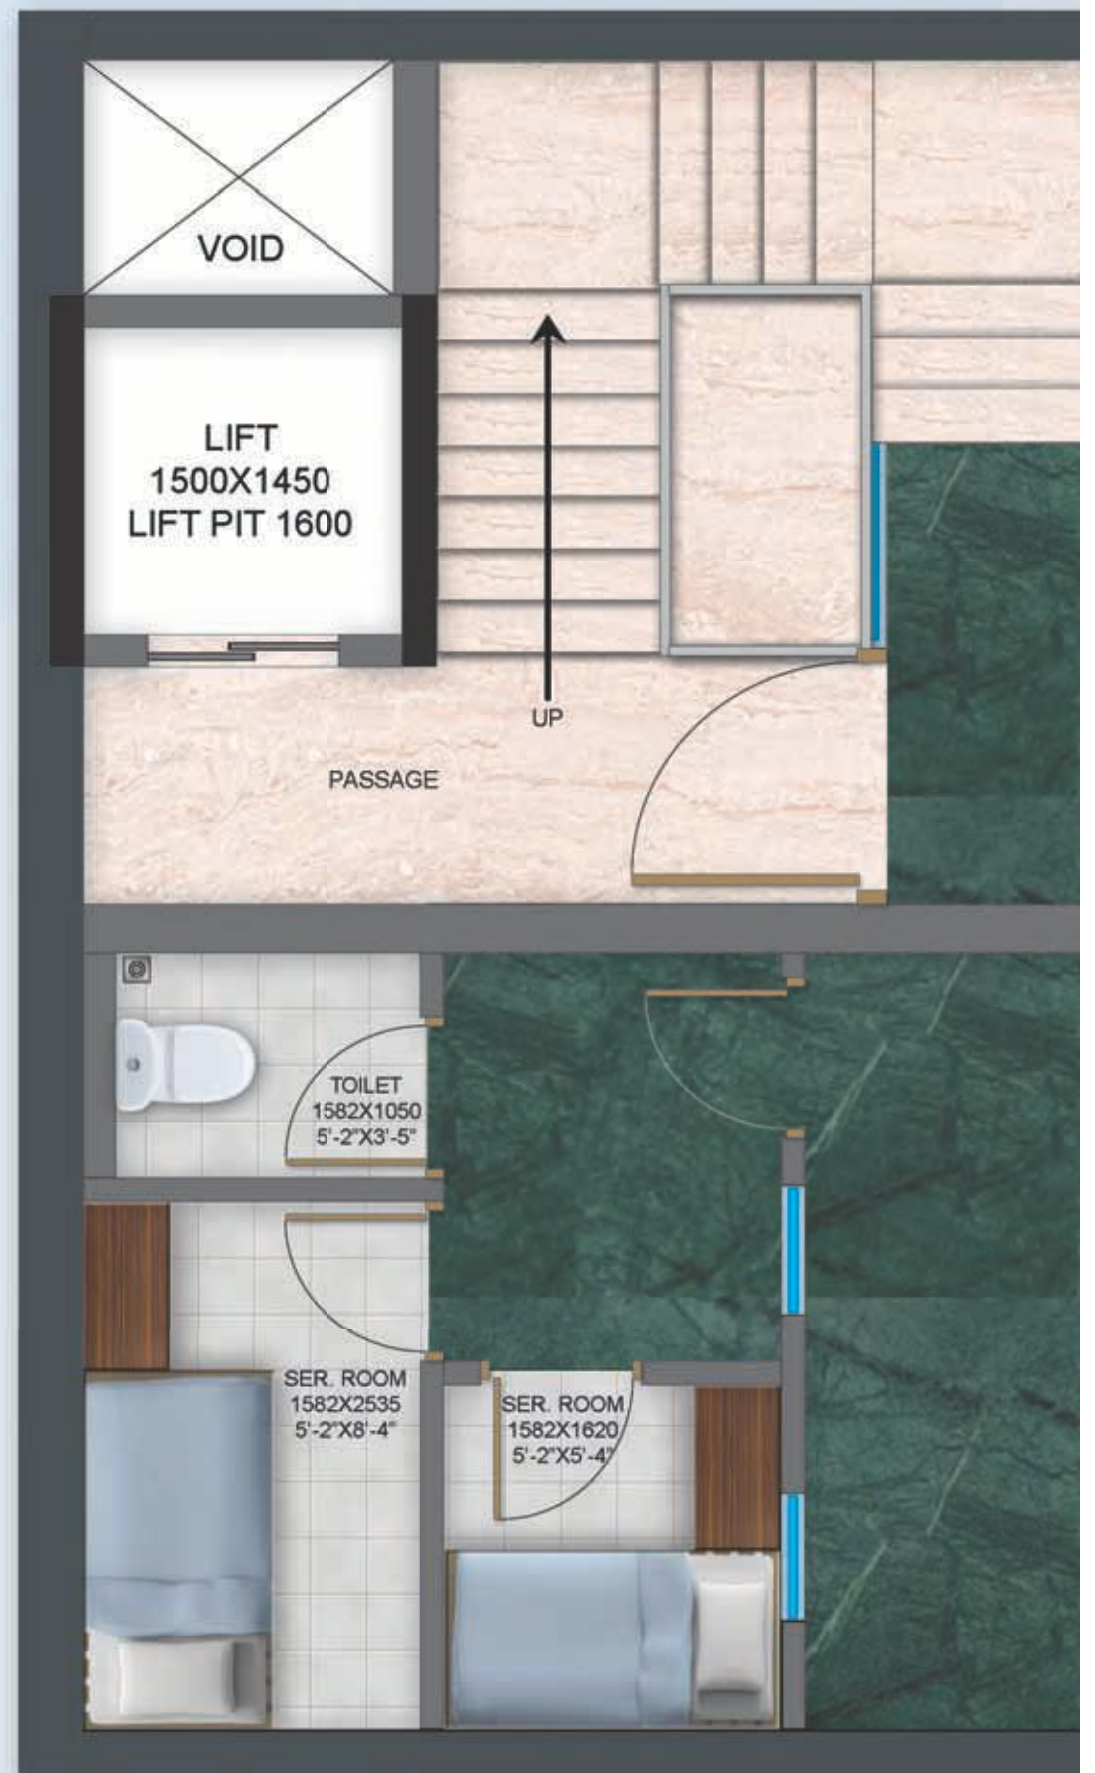 VOID
LIFT
1500X1450
LIFT PIT 1600
UP
PASSAGE
TOILET
1582X1050
5'-2"X3'-5"
SER. ROOM
1582X2535
5'-2"X8'-4"
SER. ROOM
1582X1620
5'-2"X5'-4"